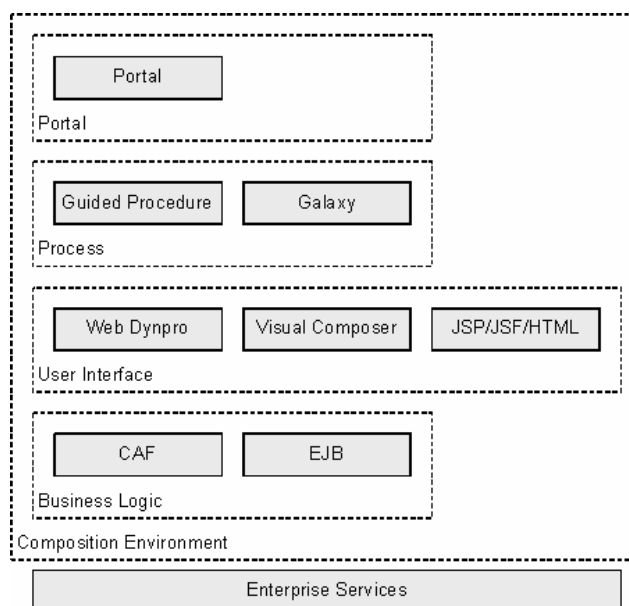 Portal
Portal
Guided Procedure Galaxy
Process
Web Dynpro Visual Composer JSP/JSF/HTML
User Interface
CAF EJB
Business Logic
Composition Environment
Enterprise Services